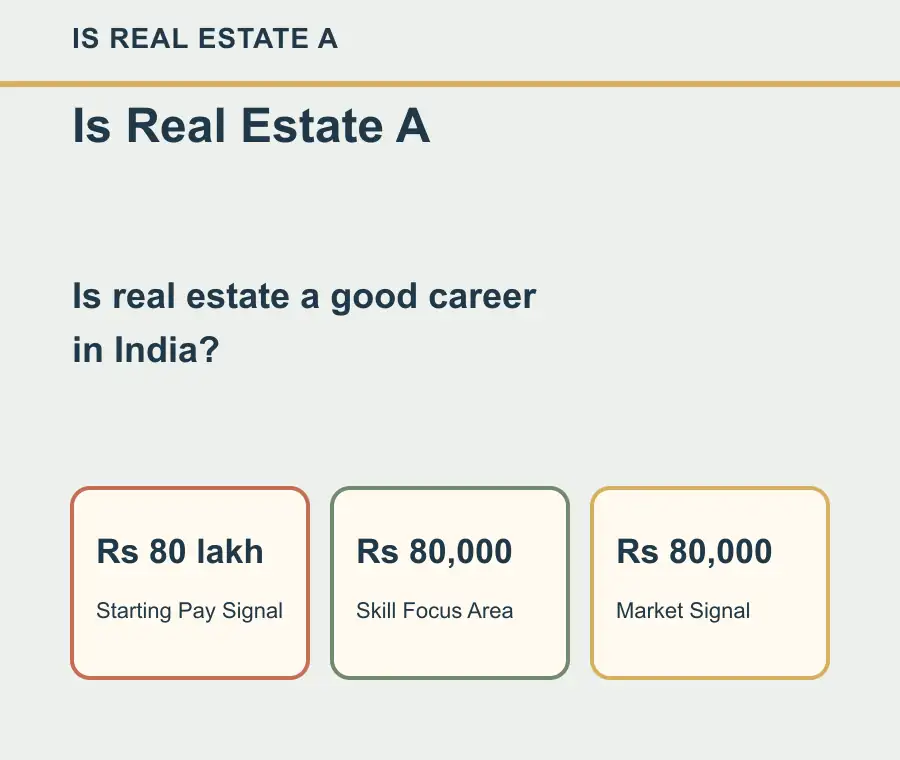 IS REAL ESTATE A
Is Real Estate A
Is real estate a good career
in India?
Rs 80 lakh
Starting Pay Signal
Rs 80,000
Skill Focus Area
Rs 80,000
Market Signal